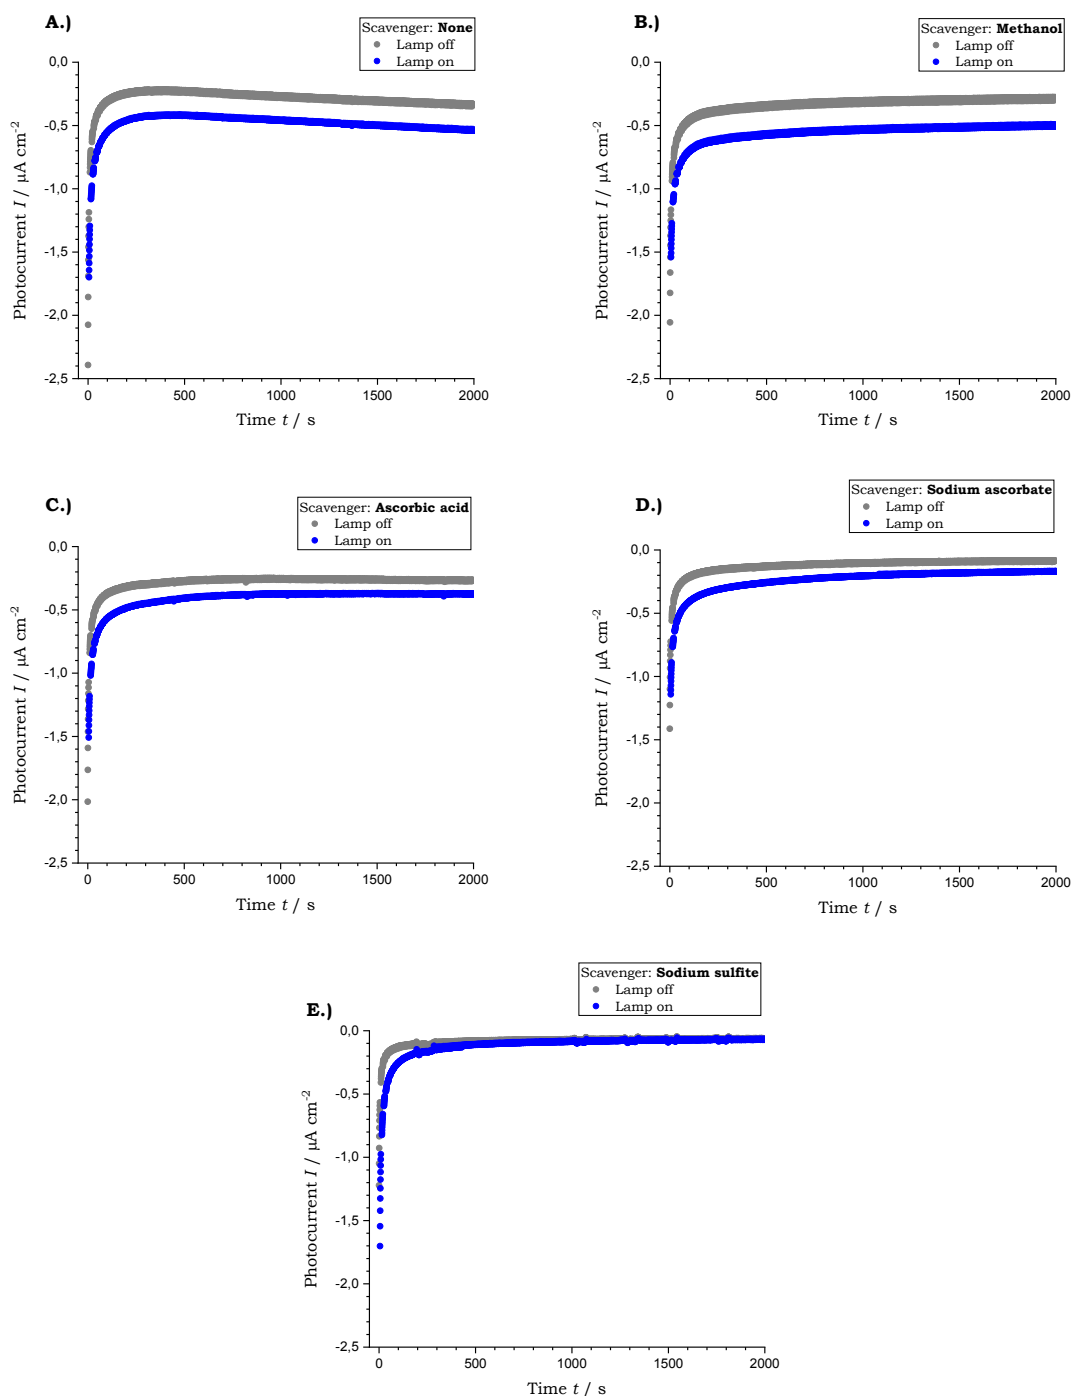 A.)
Scavenger: None
Lamp off
Lamp on
0,0
-0,5
-1,0
-1,5
-2,0
-2,5
Photocurrent I / µA cm⁻²
0 500 1000 1500 2000
Time t / s
B.)
Scavenger: Methanol
Lamp off
Lamp on
0,0
-0,5
-1,0
-1,5
-2,0
-2,5
Photocurrent I / µA cm⁻²
0 500 1000 1500 2000
Time t / s
C.)
Scavenger: Ascorbic acid
Lamp off
Lamp on
0,0
-0,5
-1,0
-1,5
-2,0
-2,5
Photocurrent I / µA cm⁻²
0 500 1000 1500 2000
Time t / s
D.)
Scavenger: Sodium ascorbate
Lamp off
Lamp on
0,0
-0,5
-1,0
-1,5
-2,0
-2,5
Photocurrent I / µA cm⁻²
0 500 1000 1500 2000
Time t / s
E.)
Scavenger: Sodium sulfite
Lamp off
Lamp on
0,0
-0,5
-1,0
-1,5
-2,0
-2,5
Photocurrent I / µA cm⁻²
0 500 1000 1500 2000
Time t / s